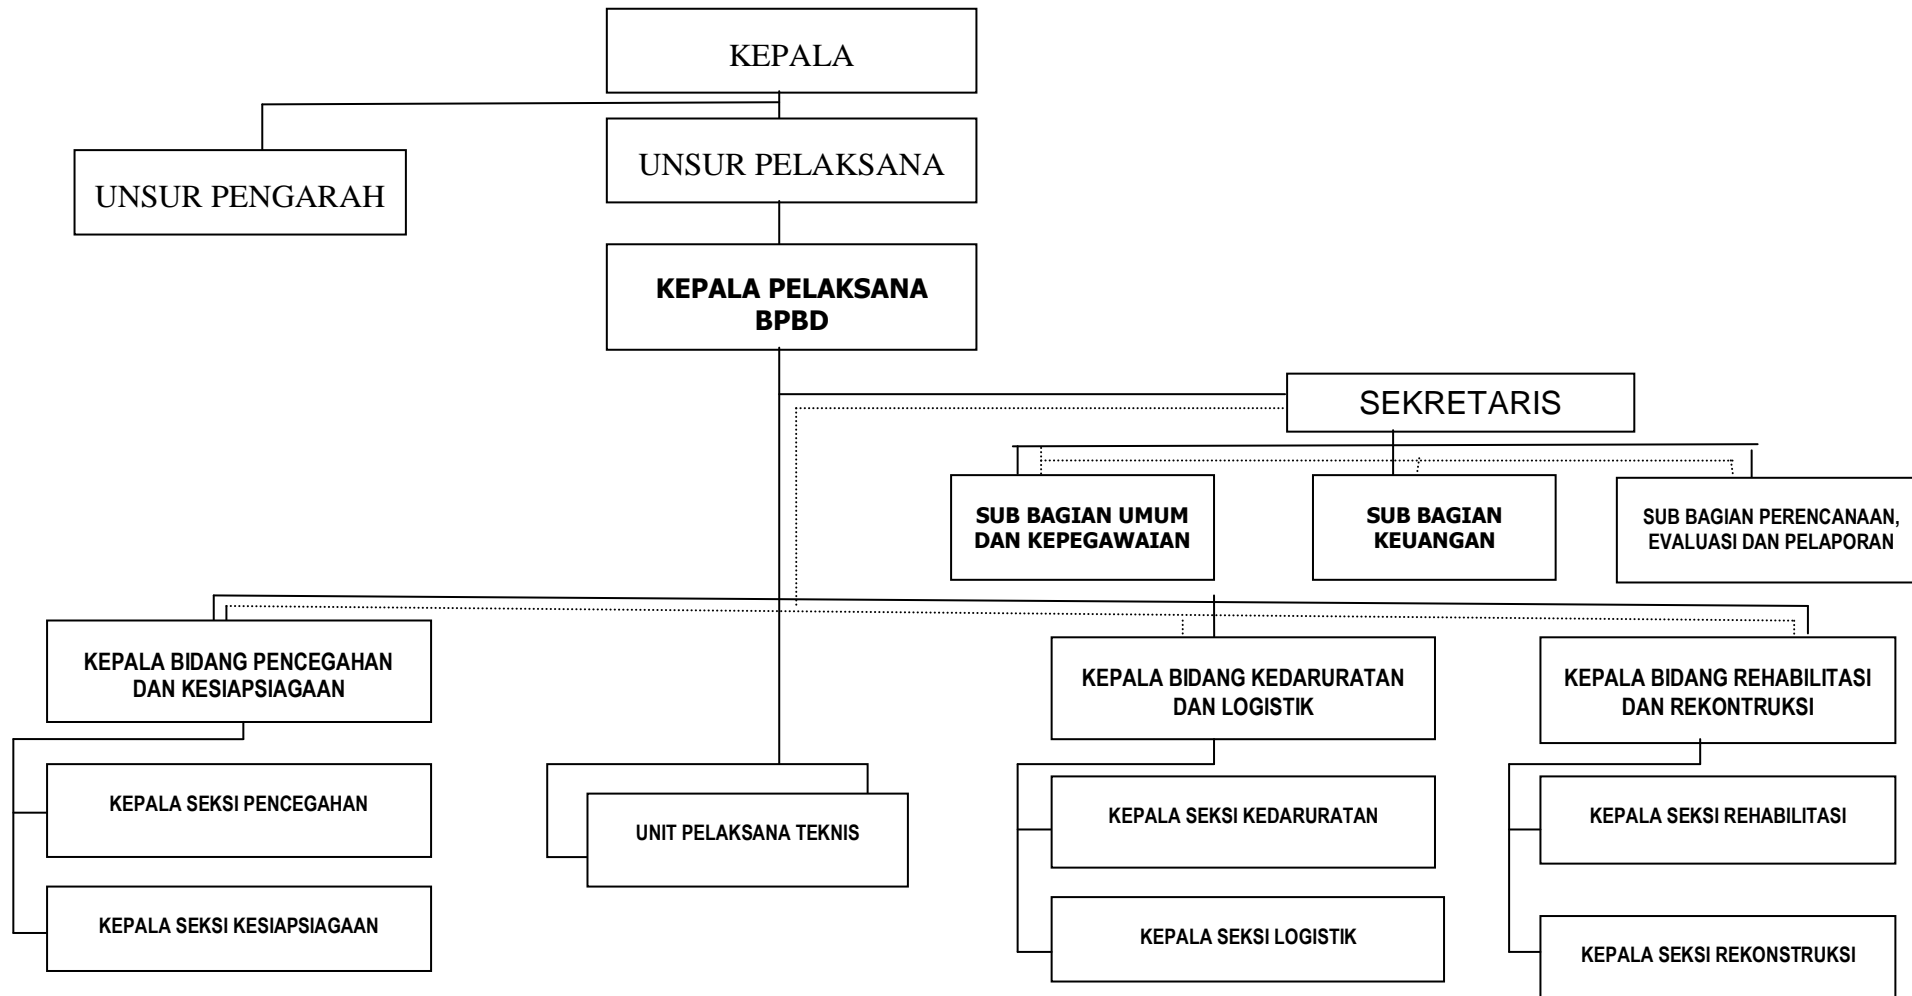 KEPALA
UNSUR PELAKSANA
UNSUR PENGARAH
KEPALA PELAKSANA
BPBD
SEKRETARIS
SUB BAGIAN UMUM
DAN KEPEGAWAIAN
SUB BAGIAN
KEUANGAN
SUB BAGIAN PERENCANAAN,
EVALUASI DAN PELAPORAN
KEPALA BIDANG PENCEGAHAN
DAN KESIAPSIAGAAN
KEPALA BIDANG KEDARURATAN
DAN LOGISTIK
KEPALA BIDANG REHABILITASI
DAN REKONTRUKSI
KEPALA SEKSI PENCEGAHAN
UNIT PELAKSANA TEKNIS
KEPALA SEKSI KEDARURATAN
KEPALA SEKSI REHABILITASI
KEPALA SEKSI KESIAPSIAGAAN
KEPALA SEKSI LOGISTIK
KEPALA SEKSI REKONSTRUKSI